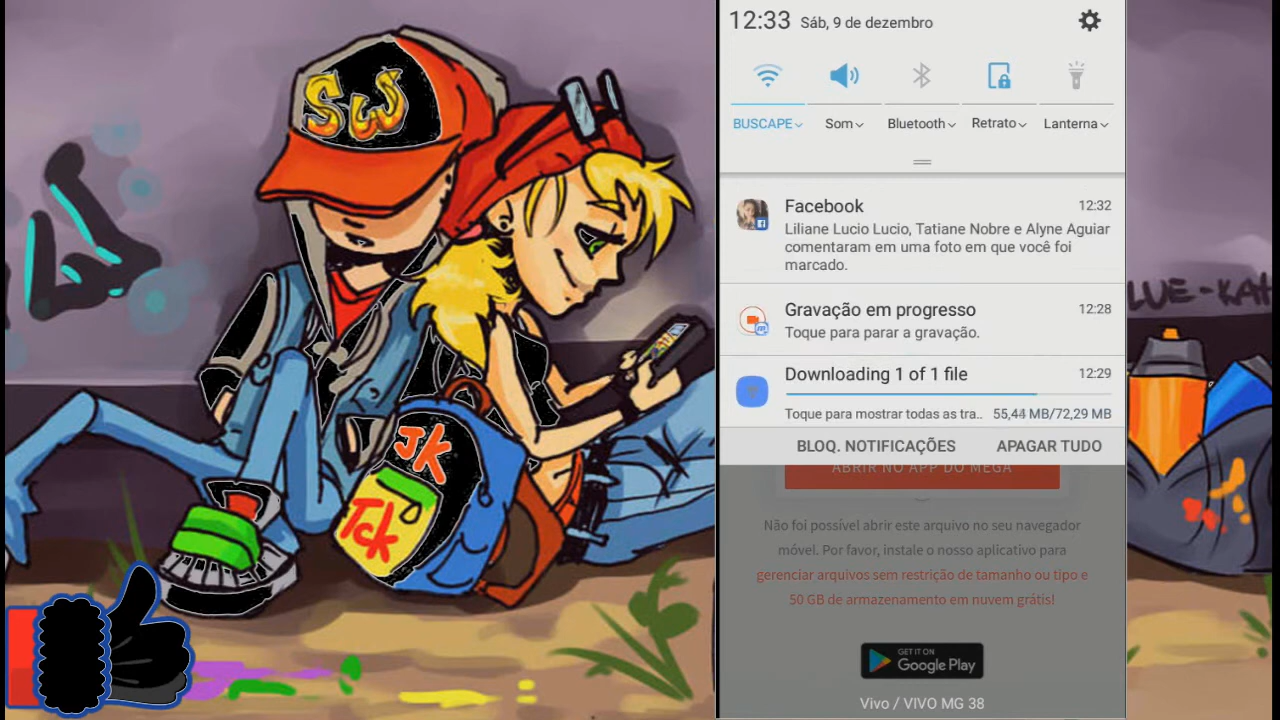 SW
JK
Tck
LUE-KAH
12:33 Sáb, 9 de dezembro
BUSCAPE Som Bluetooth Retrato Lanterna
Facebook 12:32
Liliane Lucio Lucio, Tatiane Nobre e Alyne Aguiar
comentaram em uma foto em que você foi
marcado.
Gravação em progresso 12:28
Toque para parar a gravação.
Downloading 1 of 1 file 12:29
Toque para mostrar todas as tra.. 55,44 MB/72,29 MB
BLOQ. NOTIFICAÇÕES APAGAR TUDO
ABRIR NO APP DO MEGA
Não foi possível abrir este arquivo no seu navegador
móvel. Por favor, instale o nosso aplicativo para
gerenciar arquivos sem restrição de tamanho ou tipo e
50 GB de armazenamento em nuvem grátis!
GET IT ON
Google Play
Vivo / VIVO MG 38